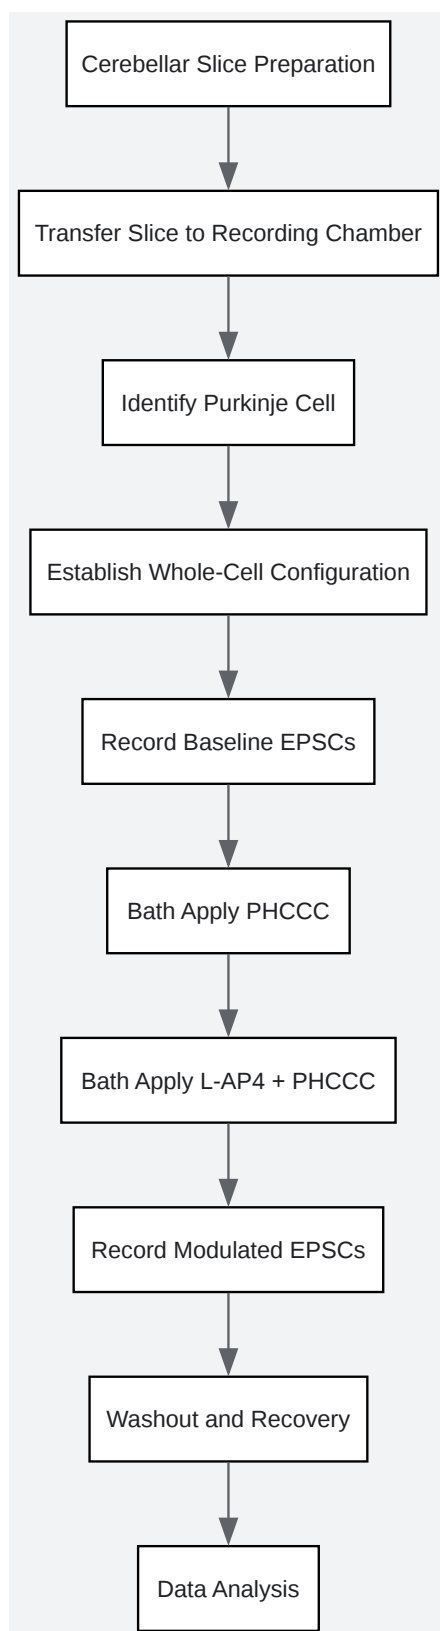 Cerebellar Slice Preparation
Transfer Slice to Recording Chamber
Identify Purkinje Cell
Establish Whole-Cell Configuration
Record Baseline EPSCs
Bath Apply PHCCC
Bath Apply L-AP4 + PHCCC
Record Modulated EPSCs
Washout and Recovery
Data Analysis